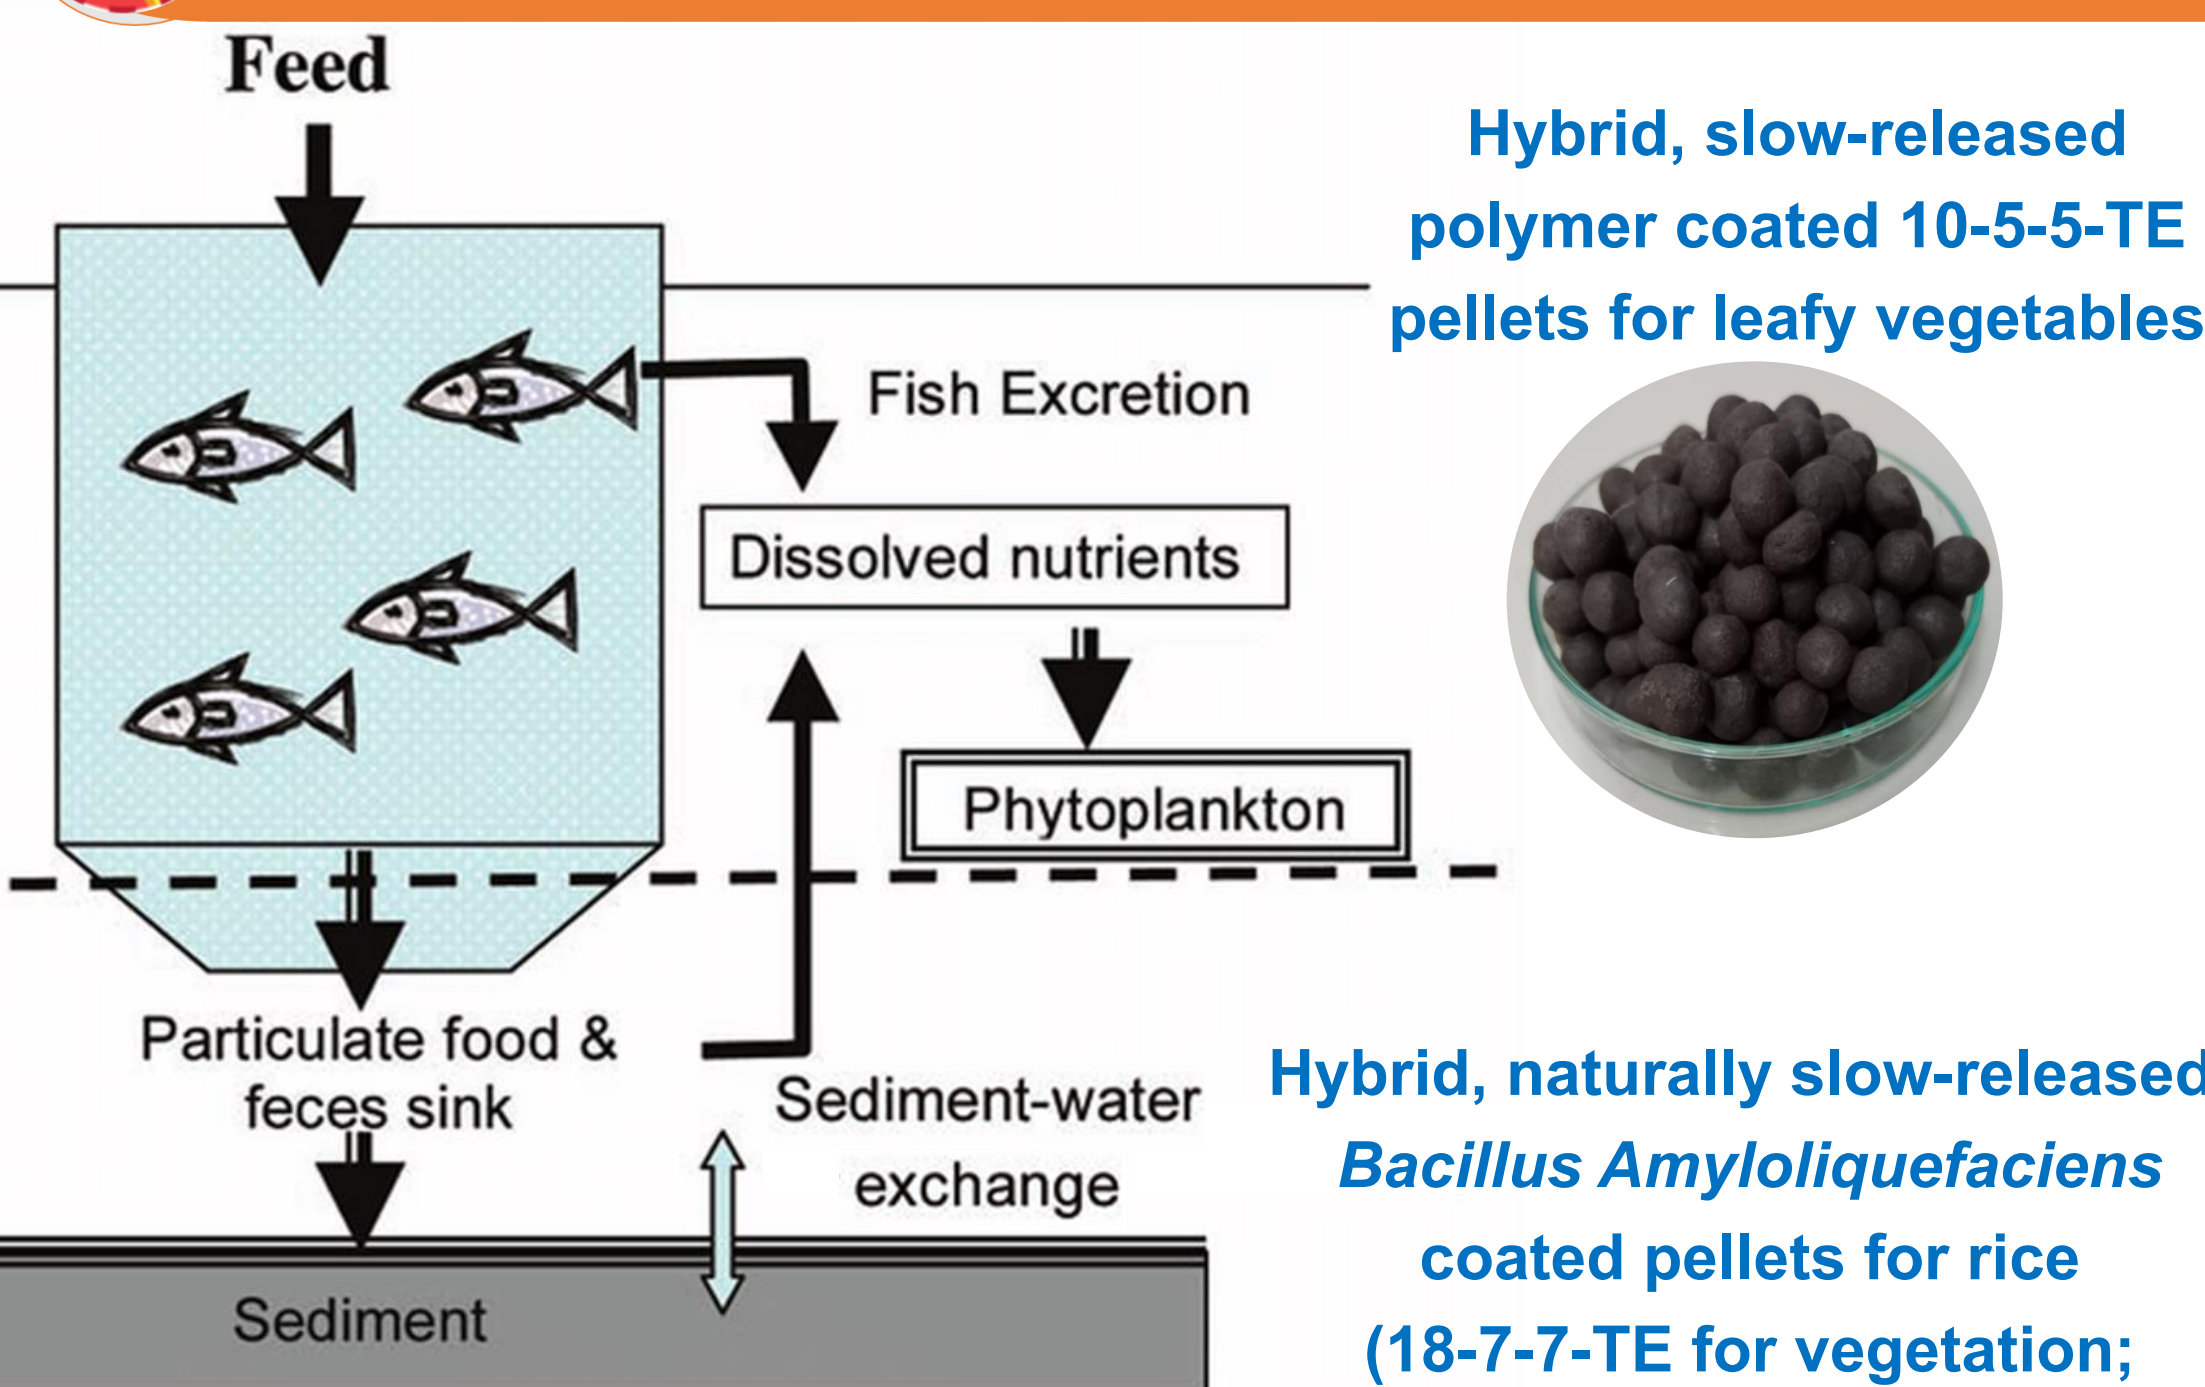 Feed
Hybrid, slow-released
polymer coated 10-5-5-TE
pellets for leafy vegetables
Fish Excretion
Dissolved nutrients
Phytoplankton
Particulate food &
feces sink
Sediment-water
exchange
Sediment
Hybrid, naturally slow-released
Bacillus Amyloliquefaciens
coated pellets for rice
(18-7-7-TE for vegetation;